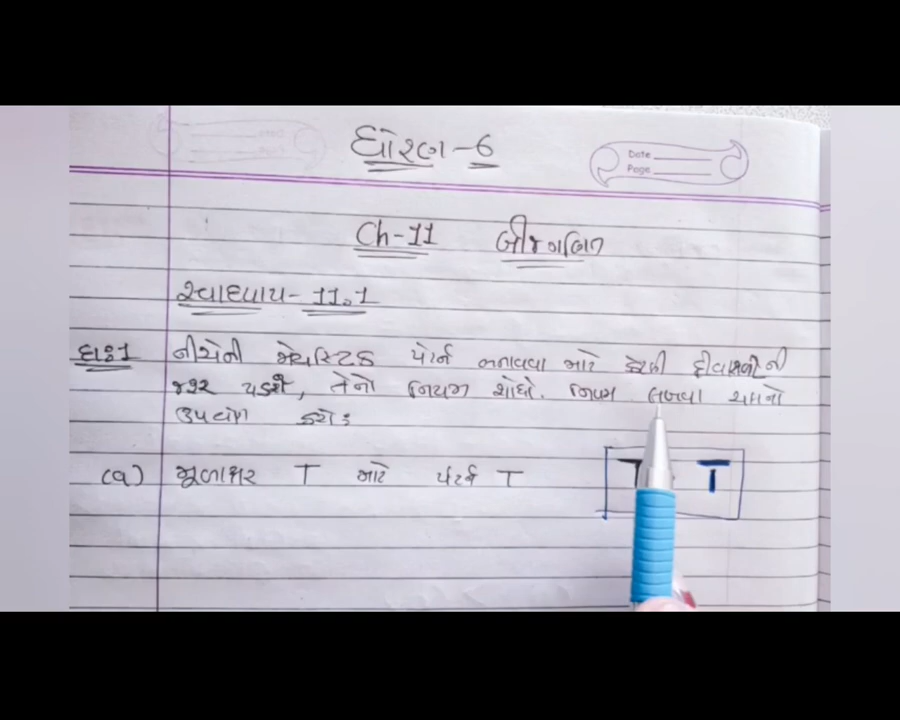 ધોરણ-6
Date
Page
Ch-11 બીજગણિત
સ્વાધ્યાય-11.1
દાઃ1 નીચેની મેચસ્ટિક પેટર્ન બનાવવા માટે કેટલી દીવાસળીની
જરૂર પડશે, તેનો નિયમ શોધો. નિયમ લખવા ચલનો
ઉપયોગ કરો:
(a) મૂળાક્ષર T માટે પેટર્ન T
T T